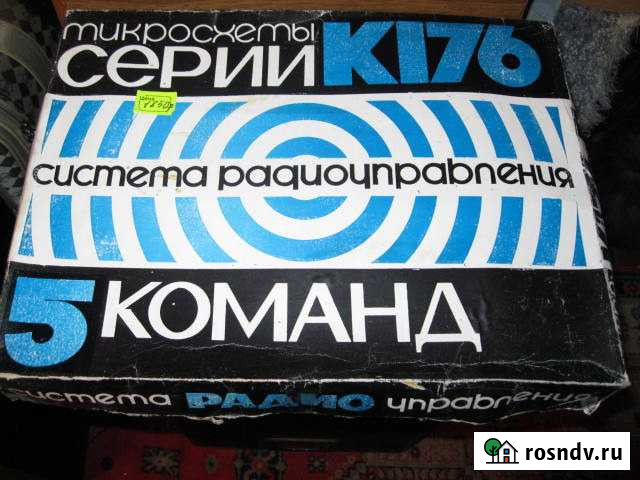 микросхемы
серии К176
система радиоуправления
5 КОМАНД
система РАДИО управления
rosndv.ru